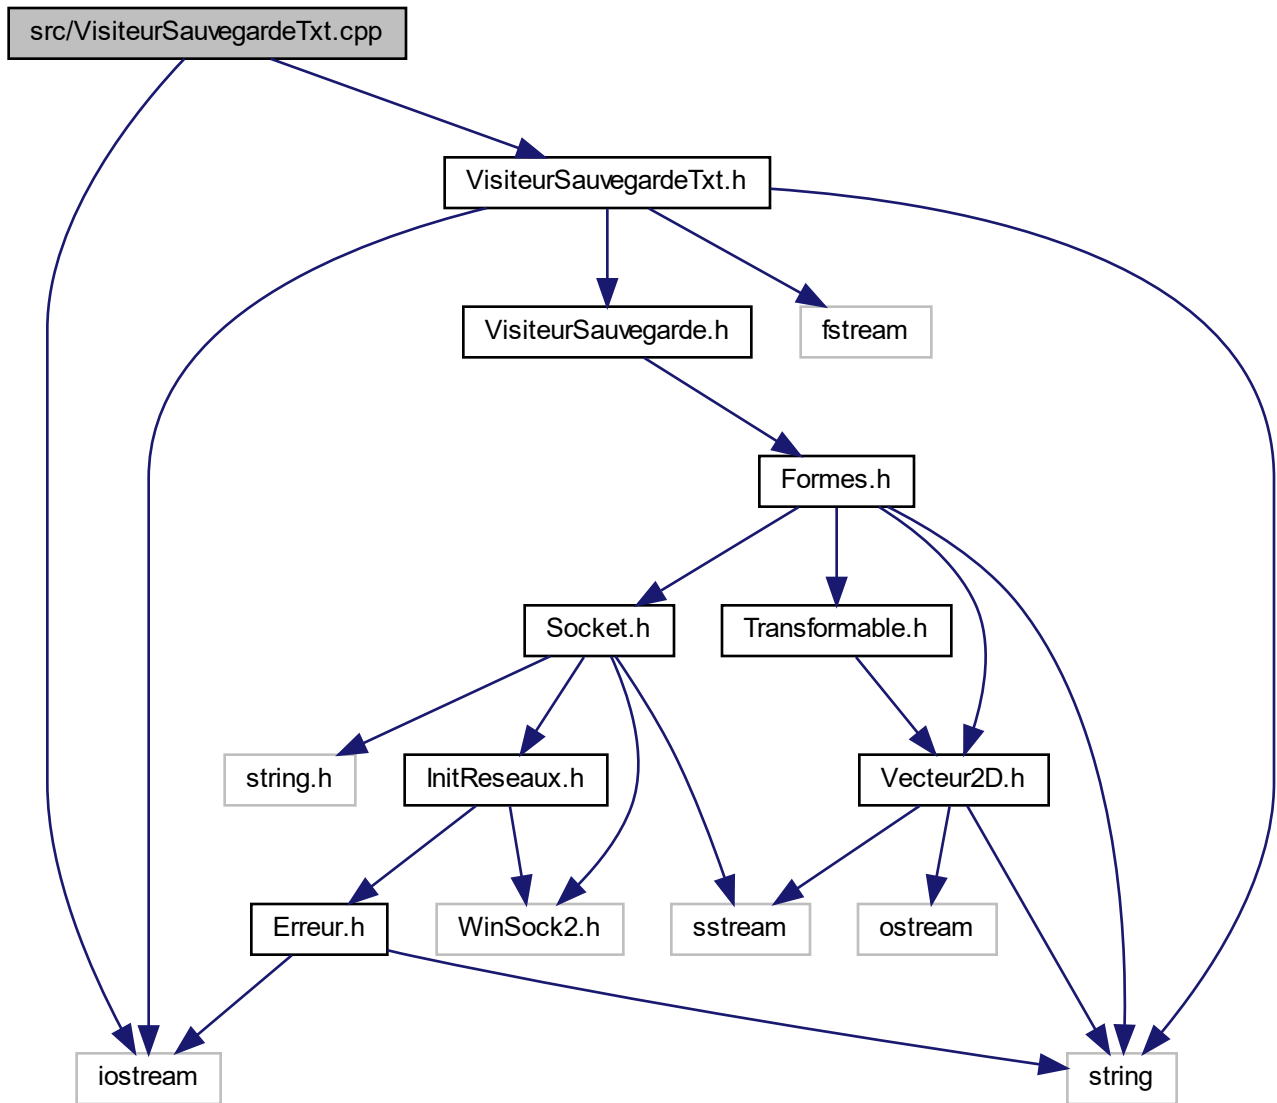 src/VisiteurSauvegardeTxt.cpp
VisiteurSauvegardeTxt.h
VisiteurSauvegarde.h
fstream
Formes.h
Socket.h
Transformable.h
string.h
InitReseaux.h
Vecteur2D.h
Erreur.h
WinSock2.h
sstream
ostream
iostream
string